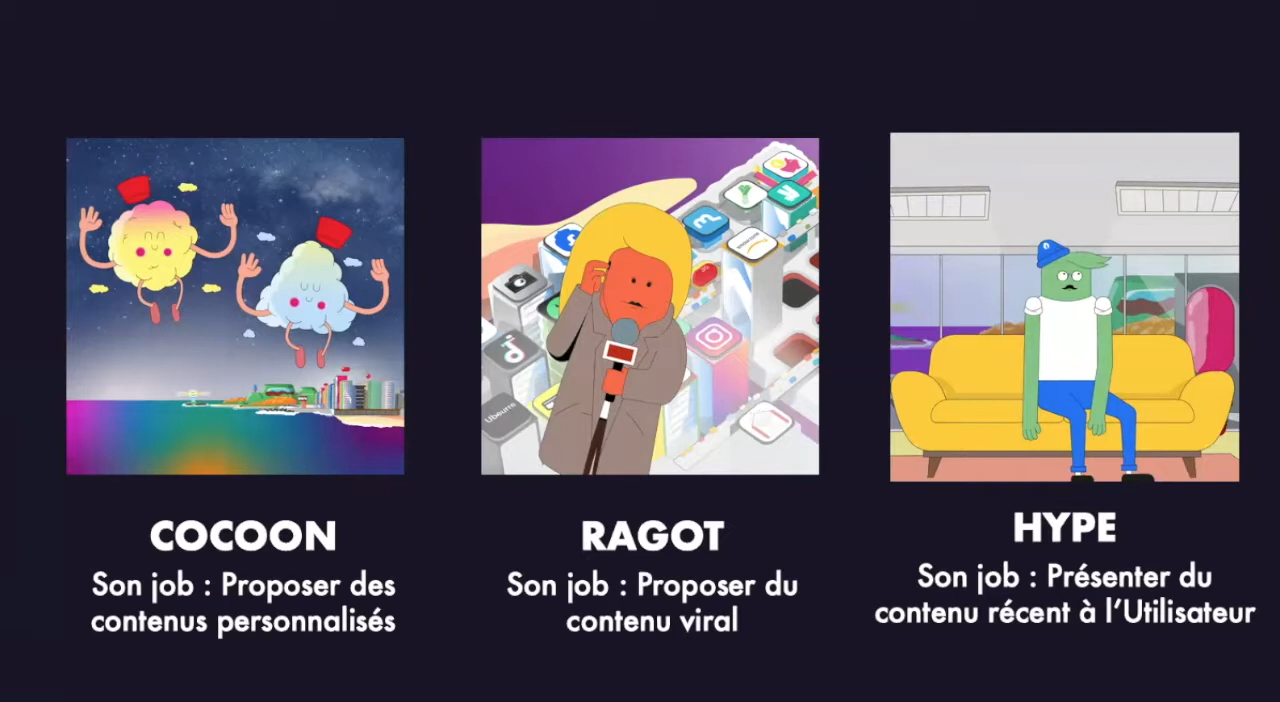 COCOON
Son job : Proposer des
contenus personnalisés
RAGOT
Son job : Proposer du
contenu viral
HYPE
Son job : Présenter du
contenu récent à l'Utilisateur